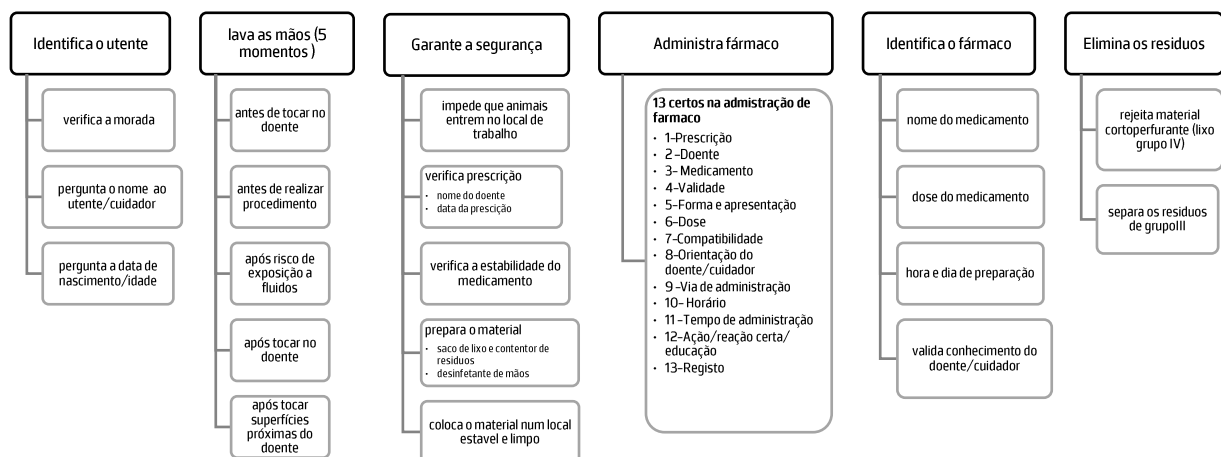 Identifica o utente
verifica a morada
pergunta o nome ao
utente/cuidador
pergunta a data de
nascimento/idade
lava as mãos (5
momentos )
antes de tocar no
doente
antes de realizar
procedimento
após risco de
exposição a
fluidos
após tocar no
doente
após tocar
superfícies
próximas do
doente
Garante a segurança
impede que animais
entrem no local de
trabalho
verifica prescrição
• nome do doente
• data da prescição
verifica a estabilidade do
medicamento
prepara o material
• saco de lixo e contentor de
residuos
• desinfetante de mãos
coloca o material num local
estavel e limpo
Administra fármaco
13 certos na admistração de
farmaco
• 1-Prescrição
• 2-Doente
• 3- Medicamento
• 4-Validade
• 5-Forma e apresentação
• 6-Dose
• 7-Compatibilidade
• 8-Orientação do
doente/cuidador
• 9 -Via de administração
• 10- Horário
• 11-Tempo de administração
• 12-Ação/reação certa/
educação
• 13-Registo
Identifica o fármaco
nome do medicamento
dose do medicamento
hora e dia de preparação
valida conhecimento do
doente/cuidador
Elimina os residuos
rejeita material
cortoperfurante (lixo
grupo IV)
separa os residuos
de grupoIII